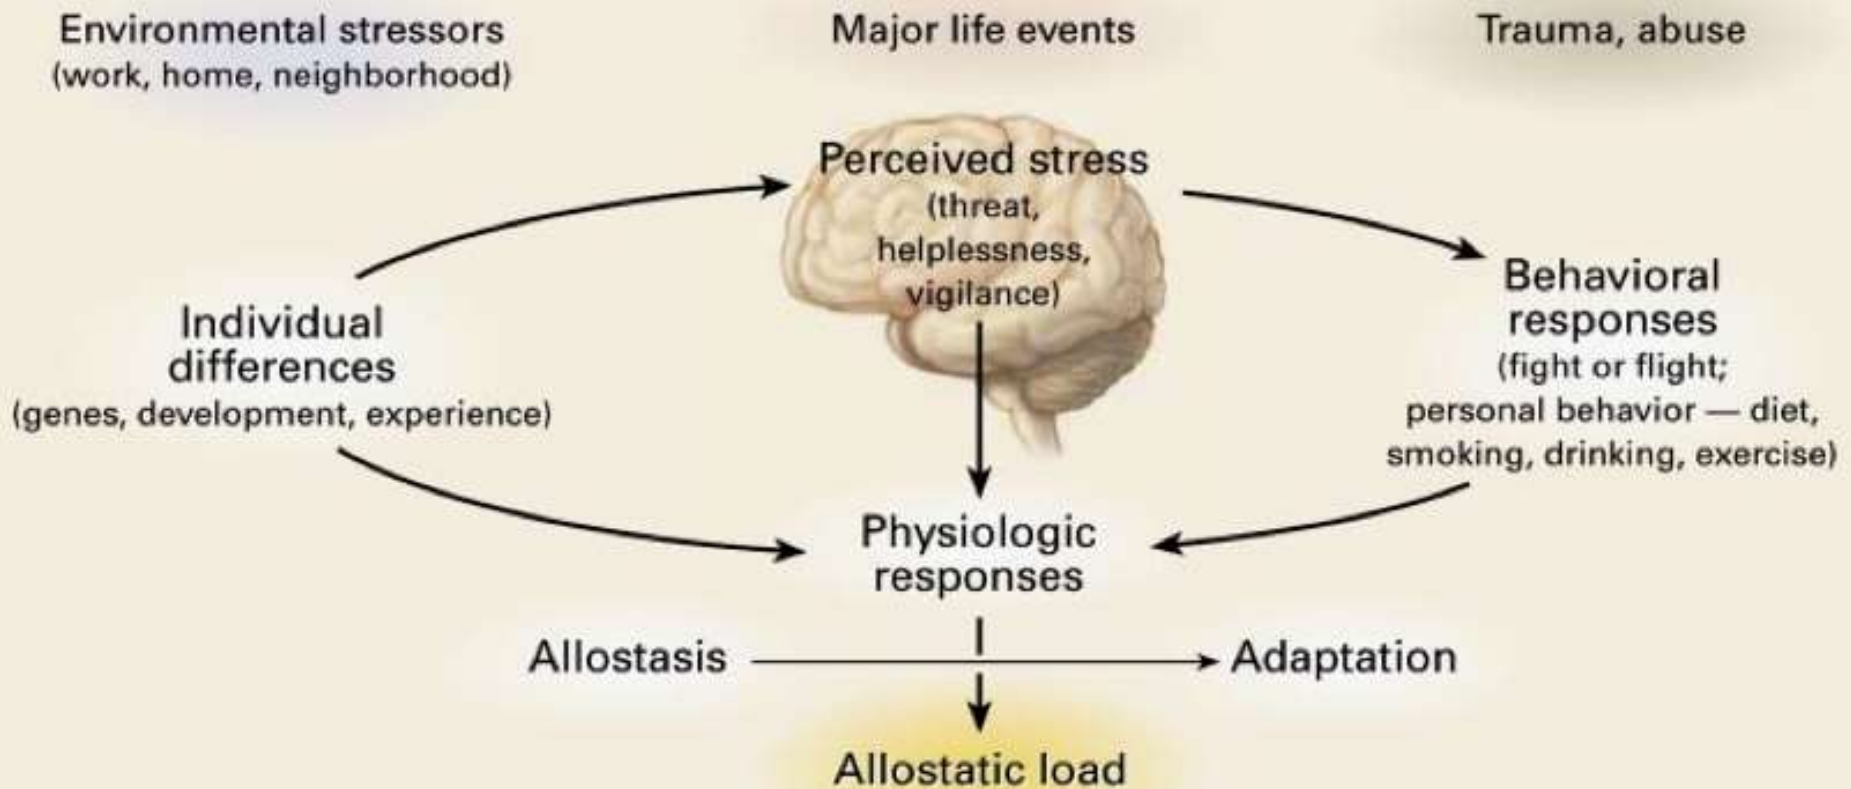 Environmental stressors
(work, home, neighborhood)
Major life events
Trauma, abuse
Perceived stress
(threat,
helplessness,
vigilance)
Individual
differences
(genes, development, experience)
Behavioral
responses
(fight or flight;
personal behavior — diet,
smoking, drinking, exercise)
Physiologic
responses
Allostasis
Adaptation
Allostatic load